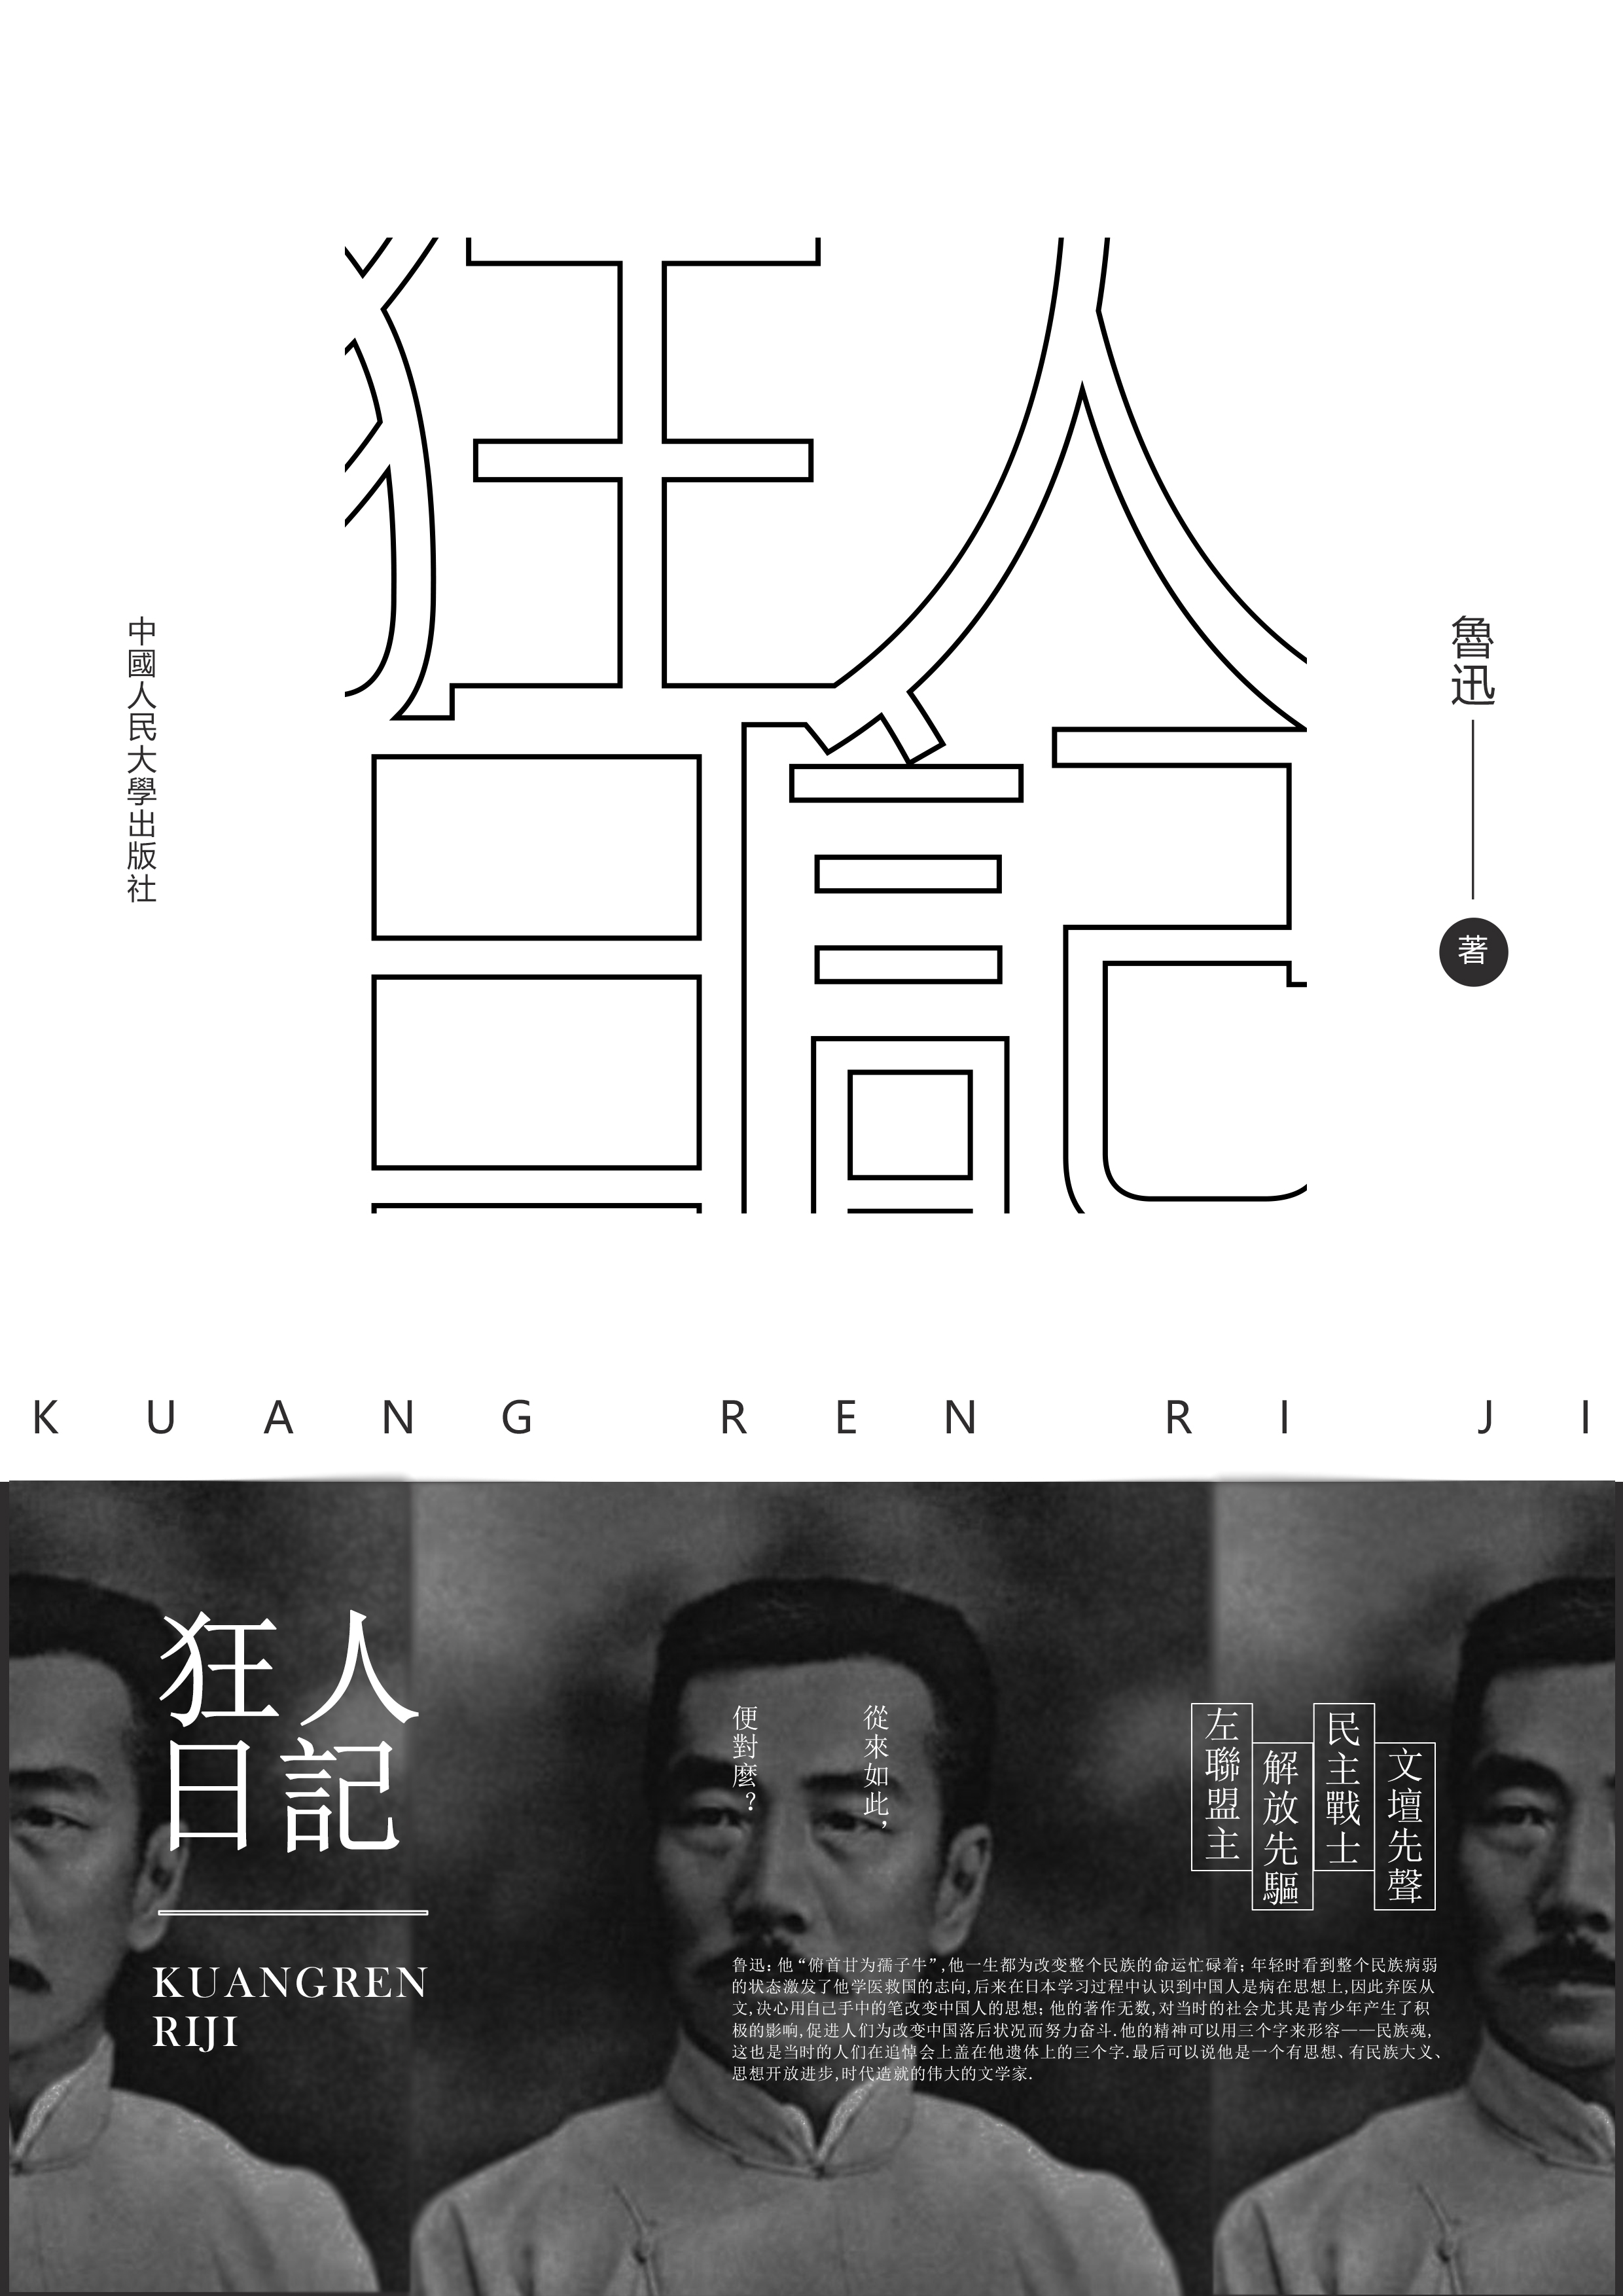 狂人
日記
中國人民大學出版社
魯迅
著
KUANG REN RIJI
狂人
日記
KUANGREN
RIJI
從來如此，
便對麼？
文壇先聲
民主戰士
解放先驅
左聯盟主
鲁迅：他“俯首甘为孺子牛”,他一生都为改变整个民族的命运忙碌着；年轻时看到整个民族病弱
的状态激发了他学医救国的志向,后来在日本学习过程中认识到中国人是病在思想上,因此弃医从
文,决心用自己手中的笔改变中国人的思想；他的著作无数,对当时的社会尤其是青少年产生了积
极的影响,促进人们为改变中国落后状况而努力奋斗.他的精神可以用三个字来形容——民族魂,
这也是当时的人们在追悼会上盖在他遗体上的三个字.最后可以说他是一个有思想、有民族大义、
思想开放进步,时代造就的伟大的文学家.